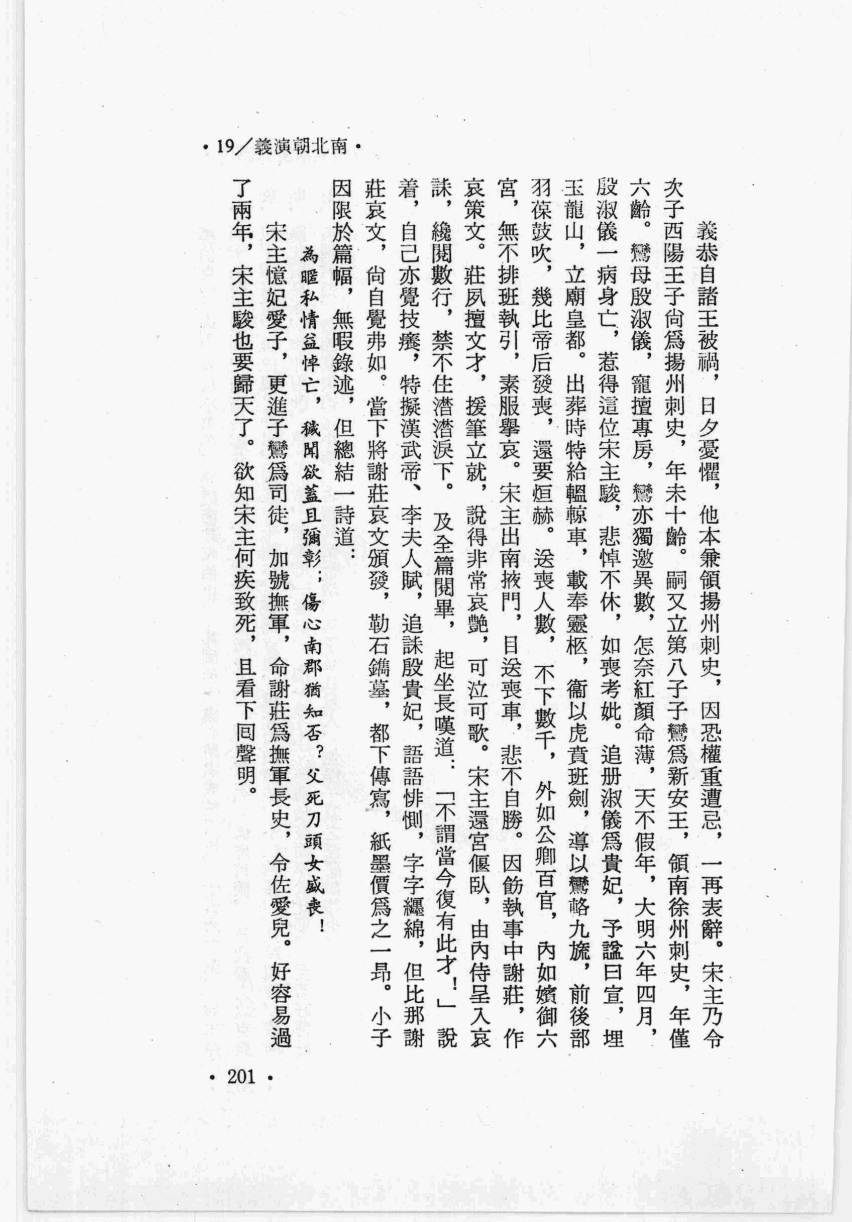 •19／義演朝北南•
義恭自諸王被禍，日夕憂懼，他本兼領揚州刺史，因恐權重遭忌，一再表辭。宋主乃令
次子西陽王子尙爲揚州刺史，年未十齡。嗣又立第八子子鸞爲新安王，領南徐州刺史，年僅
六齡。鸞母殷淑儀，寵擅專房，鸞亦獨邀異數，怎奈紅顏命薄，天不假年，大明六年四月，
殷淑儀一病身亡，惹得這位宋主駿，悲悼不休，如喪考妣。追册淑儀爲貴妃，予諡曰宣，埋
玉龍山，立廟皇都。出葬時特給轀輬車，載奉靈柩，衞以虎賁班劍，導以鸞輅九旒，前後部
羽葆鼓吹，幾比帝后發喪，還要烜赫。送喪人數，不下數千，外如公卿百官，內如嬪御六
宮，無不排班執引，素服舉哀。宋主出南掖門，目送喪車，悲不自勝。因飭執事中謝莊，作
哀策文。莊夙擅文才，援筆立就，說得非常哀艷，可泣可歌。宋主還宮偃臥，由內侍呈入哀
誄，纔閱數行，禁不住潸潸淚下。及全篇閱畢，起坐長嘆道：「不謂當今復有此才！」說
着，自己亦覺技癢，特擬漢武帝、李夫人賦，追誄殷貴妃，語語悱惻，字字纏綿，但比那謝
莊哀文，尙自覺弗如。當下將謝莊哀文頒發，勒石鐫墓，都下傳寫，紙墨價爲之一昂。小子
因限於篇幅，無暇錄述，但總結一詩道：
為暱私情益悼亡，穢聞欲蓋且彌彰；傷心南郡猶知否？父死刀頭女盛喪！
宋主憶妃愛子，更進子鸞爲司徒，加號撫軍，命謝莊爲撫軍長史，令佐愛兒。好容易過
了兩年，宋主駿也要歸天了。欲知宋主何疾致死，且看下回聲明。
•201•